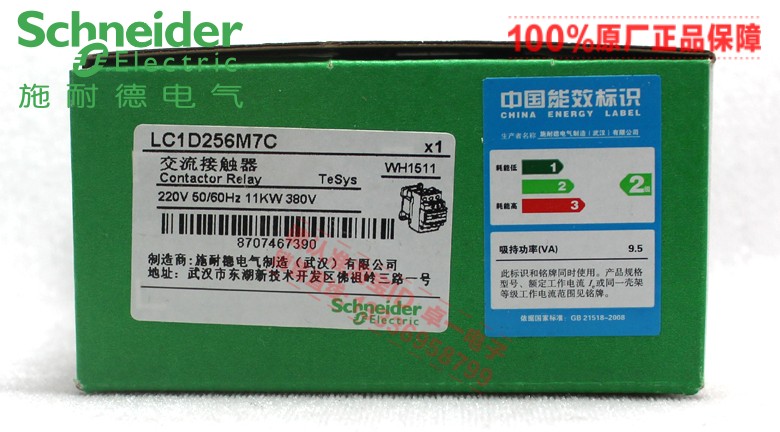 Schneider
Electric
施耐德电气
100%原厂正品保障
LC1D256M7C
x1
交流接触器
Contactor Relay
TeSys
WH1511
220V 50/60Hz 11KW 380V
8707467390
制造商: 施耐德电气制造 (武汉) 有限公司
地址: 武汉市东湖新技术开发区佛祖岭三路一号
Schneider
Electric
中国能效标识
CHINA ENERGY LABEL
生产者名称 施耐德电气制造(武汉)有限公司
耗能低
1
2
2级
耗能高
3
吸持功率(VA)
9.5
此标识和铭牌同时使用。产品规格
型号、额定工作电流 Ie或同一壳架
等级工作电流范围见铭牌。
依据国家标准: GB 21518-2008